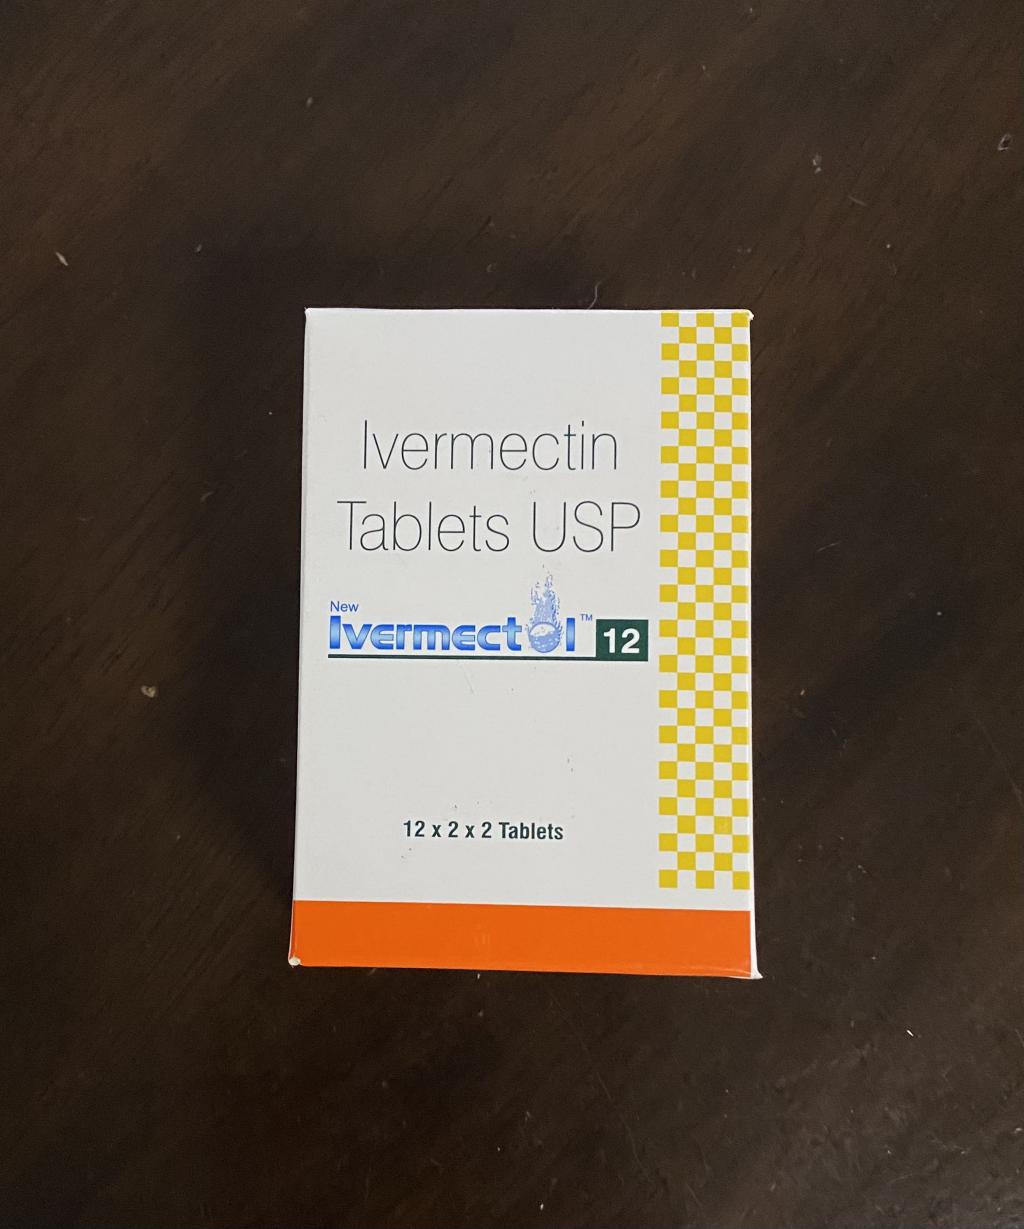 Ivermectin
Tablets USP
New
Ivermectol™ 12
12 x 2 x 2 Tablets